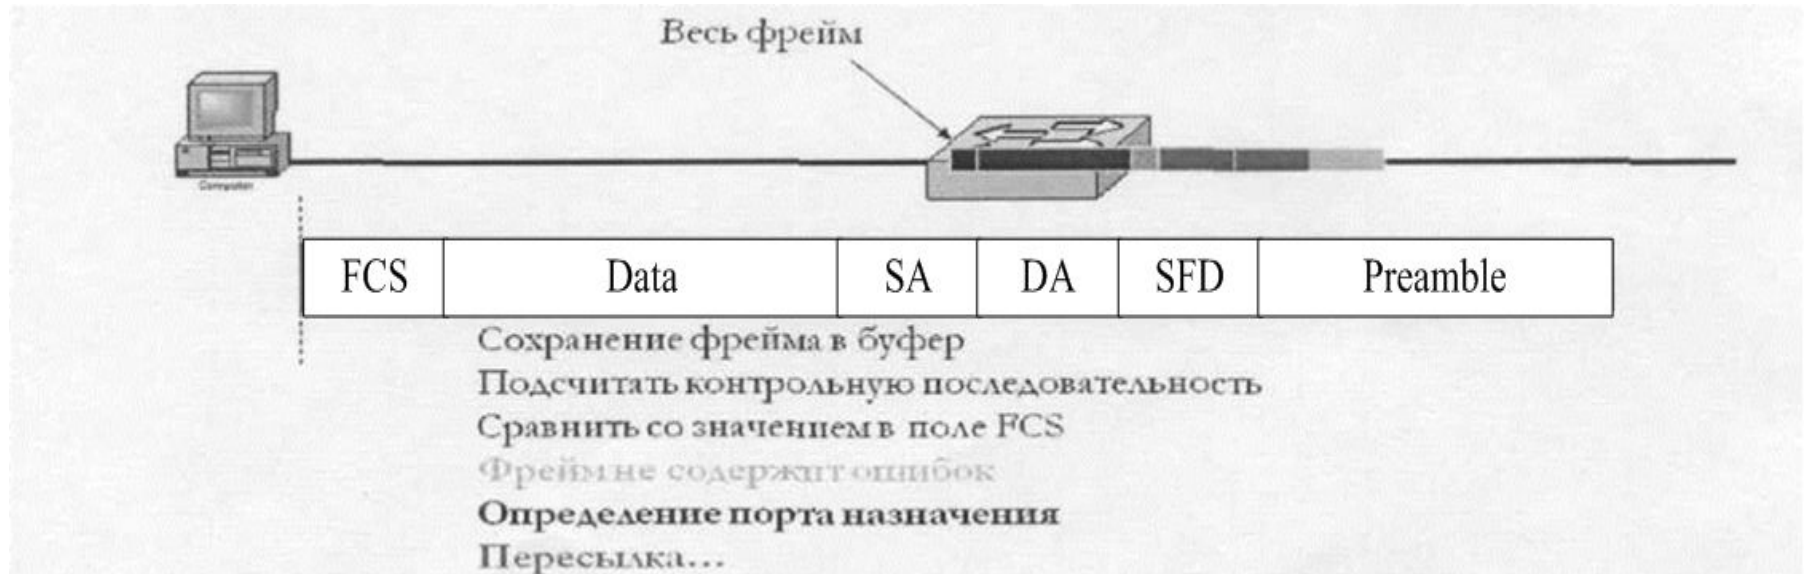 Весь фрейм
Computer
FCS Data SA DA SFD Preamble
Сохранение фрейма в буфер
Подсчитать контрольную последовательность
Сравнить со значением в поле FCS
Фрейм не содержит ошибок
Определение порта назначения
Пересылка...